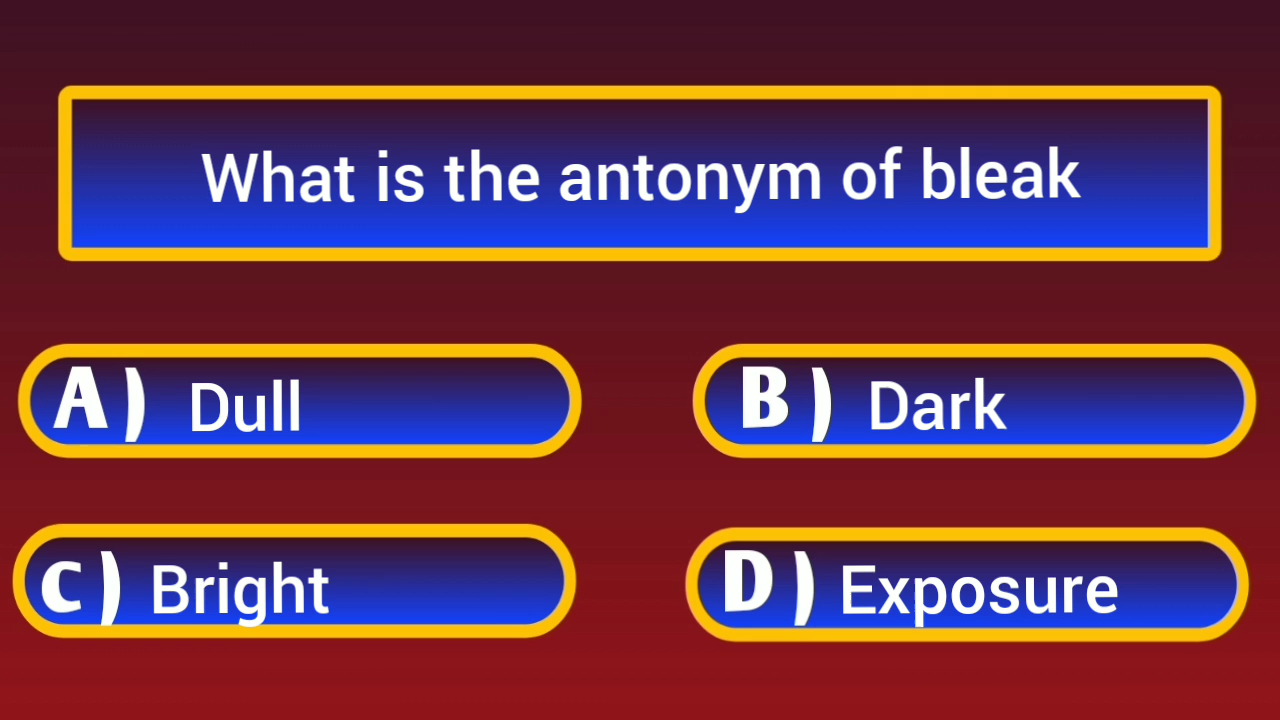 What is the antonym of bleak
A) Dull
B) Dark
C) Bright
D) Exposure